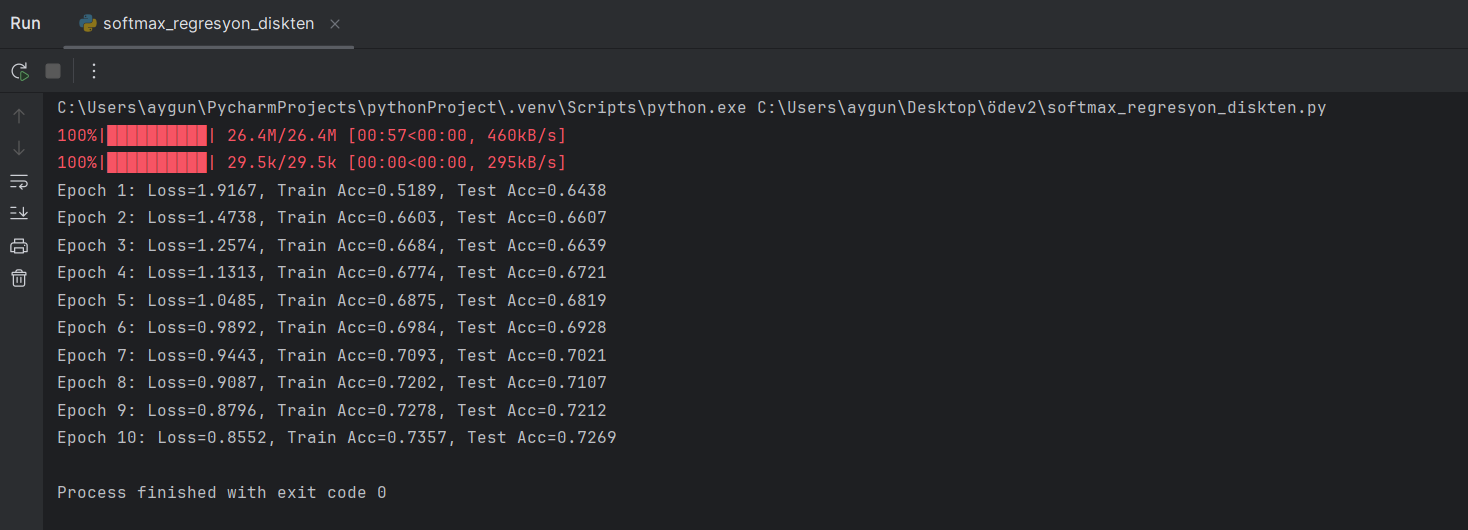 Run softmax_regresyon_diskten
C:\Users\aygun\PycharmProjects\pythonProject\.venv\Scripts\python.exe C:\Users\aygun\Desktop\ödev2\softmax_regresyon_diskten.py
100%|██████████| 26.4M/26.4M [00:57<00:00, 460kB/s]
100%|██████████| 29.5k/29.5k [00:00<00:00, 295kB/s]
Epoch 1: Loss=1.9167, Train Acc=0.5189, Test Acc=0.6438
Epoch 2: Loss=1.4738, Train Acc=0.6603, Test Acc=0.6607
Epoch 3: Loss=1.2574, Train Acc=0.6684, Test Acc=0.6639
Epoch 4: Loss=1.1313, Train Acc=0.6774, Test Acc=0.6721
Epoch 5: Loss=1.0485, Train Acc=0.6875, Test Acc=0.6819
Epoch 6: Loss=0.9892, Train Acc=0.6984, Test Acc=0.6928
Epoch 7: Loss=0.9443, Train Acc=0.7093, Test Acc=0.7021
Epoch 8: Loss=0.9087, Train Acc=0.7202, Test Acc=0.7107
Epoch 9: Loss=0.8796, Train Acc=0.7278, Test Acc=0.7212
Epoch 10: Loss=0.8552, Train Acc=0.7357, Test Acc=0.7269
Process finished with exit code 0